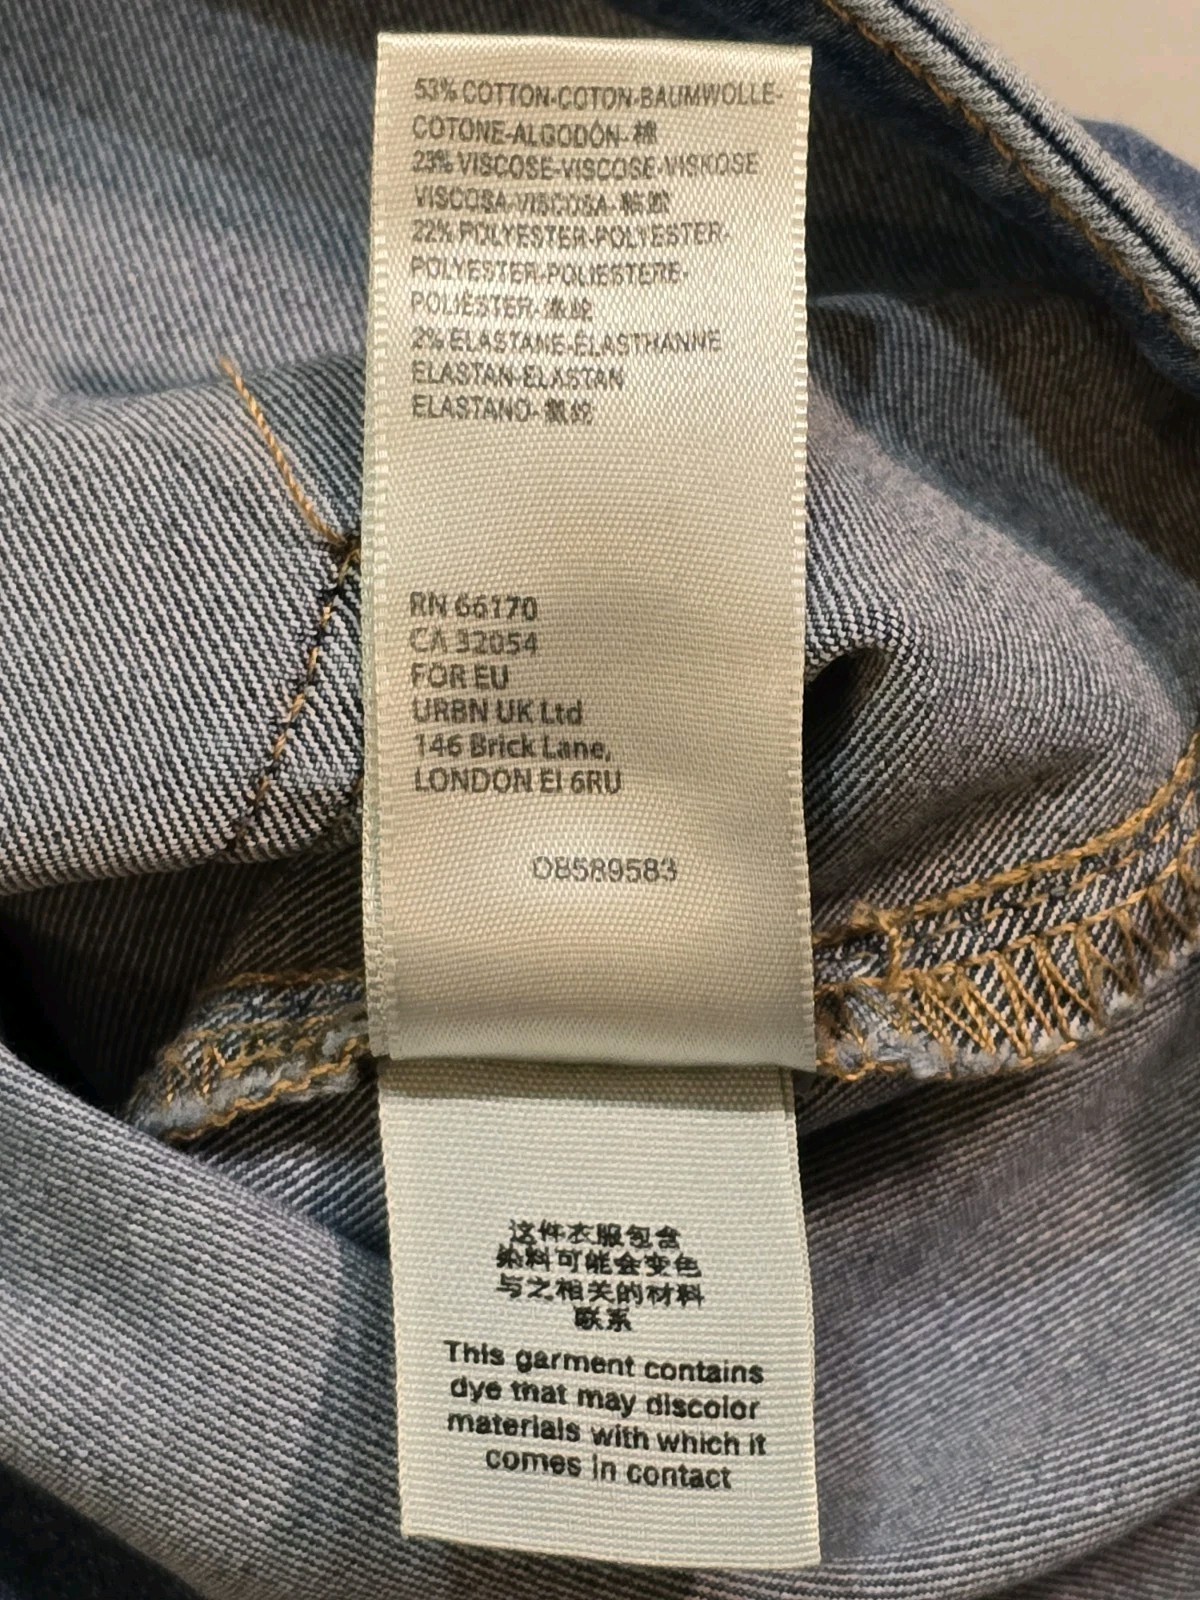 53% COTTON-COTON-BAUMWOLLE-
COTONE-ALGODÓN-棉
23% VISCOSE-VISCOSE-VISKOSE
VISCOSA-VISCOSA-粘胶
22% POLYESTER-POLYESTER-
POLYESTER-POLIESTERE-
POLIÉSTER-涤纶
2% ELASTANE-ÉLASTHANNE
ELASTAN-ELASTAN
ELASTANO-氨纶
RN 66170
CA 32054
FOR EU
URBN UK Ltd
146 Brick Lane,
LONDON EI 6RU
08589583
这件衣服包含
染料可能会变色
与之相关的材料
联系
This garment contains
dye that may discolor
materials with which it
comes in contact